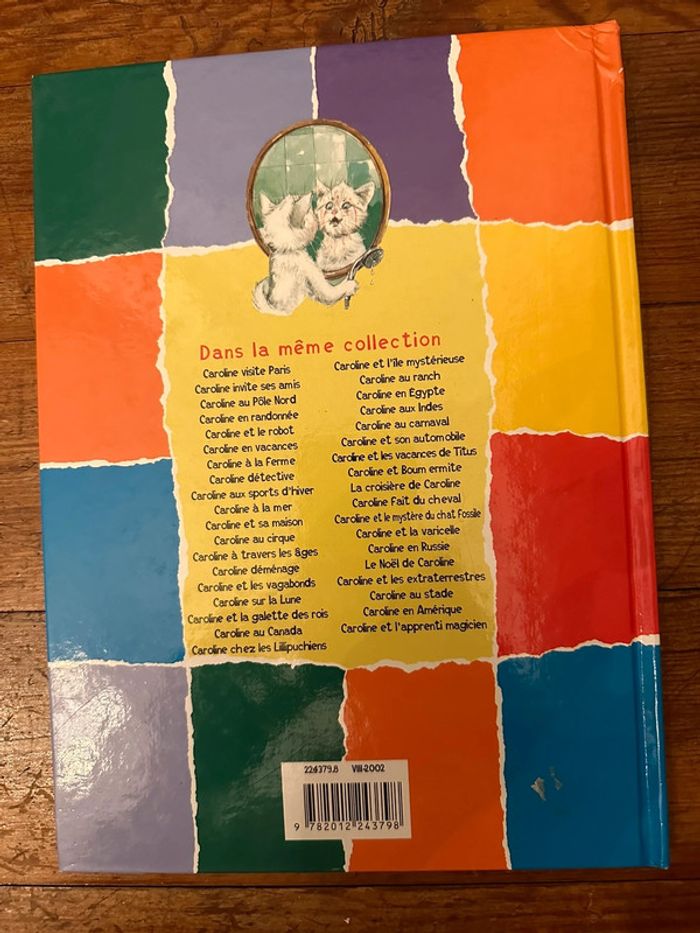 Dans la même collection
Caroline visite Paris
Caroline invite ses amis
Caroline au Pôle Nord
Caroline en randonnée
Caroline et le robot
Caroline en vacances
Caroline à la Ferme
Caroline détective
Caroline aux sports d'hiver
Caroline à la mer
Caroline et sa maison
Caroline au cirque
Caroline à travers les âges
Caroline déménage
Caroline et les vagabonds
Caroline sur la Lune
Caroline et la galette des rois
Caroline au Canada
Caroline chez les Lillipuchiens
Caroline et l'île mystérieuse
Caroline au ranch
Caroline en Égypte
Caroline aux Indes
Caroline au carnaval
Caroline et son automobile
Caroline et les vacances de Titus
Caroline et Boum ermite
La croisière de Caroline
Caroline Fait du cheval
Caroline et le mystère du chat Fossile
Caroline et la varicelle
Caroline en Russie
Le Noël de Caroline
Caroline et les extraterrestres
Caroline au stade
Caroline en Amérique
Caroline et l'apprenti magicien
22.4379.8 VIII-2002
9 782012 243798